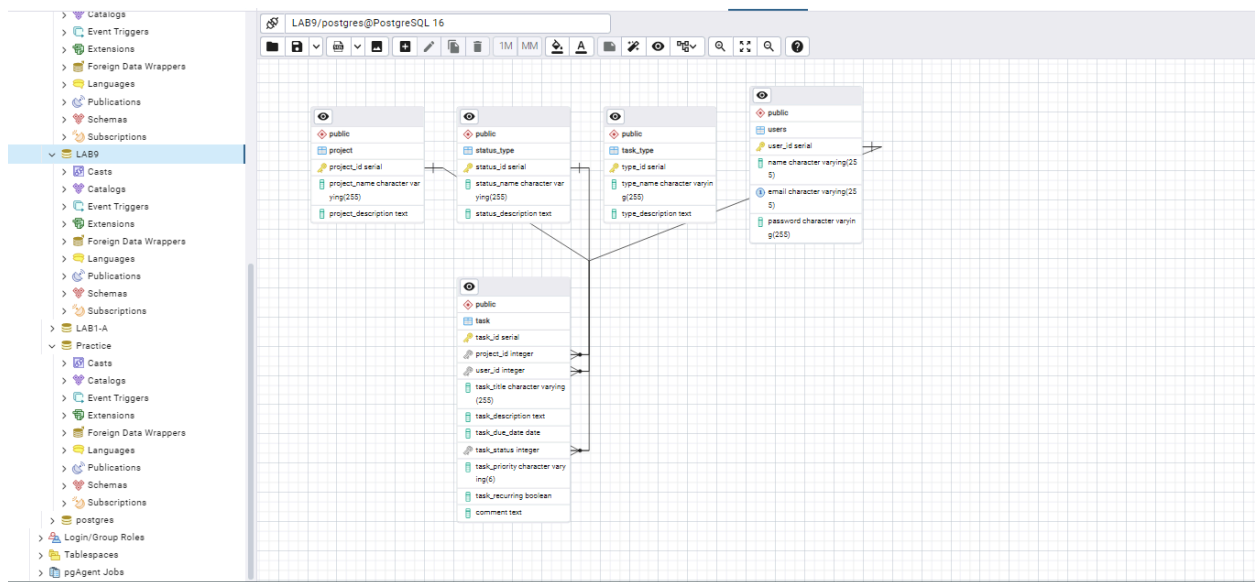 Catalogs
Event Triggers
Extensions
Foreign Data Wrappers
Languages
Publications
Schemas
Subscriptions
LAB9
Casts
Catalogs
Event Triggers
Extensions
Foreign Data Wrappers
Languages
Publications
Schemas
Subscriptions
LAB1-A
Practice
Casts
Catalogs
Event Triggers
Extensions
Foreign Data Wrappers
Languages
Publications
Schemas
Subscriptions
postgres
Login/Group Roles
Tablespaces
pgAgent Jobs
LAB9/postgres@PostgreSQL 16
1M MM
public
project
project_id serial
project_name character var
ying(255)
project_description text
public
status_type
status_id serial
status_name character var
ying(255)
status_description text
public
task_type
type_id serial
type_name character varyin
g(255)
type_description text
public
users
user_id serial
name character varying(25
5)
email character varying(25
5)
password character varyin
g(255)
public
task
task_id serial
project_id integer
user_id integer
task_title character varying
(255)
task_description text
task_due_date date
task_status integer
task_priority character vary
ing(6)
task_recurring boolean
comment text